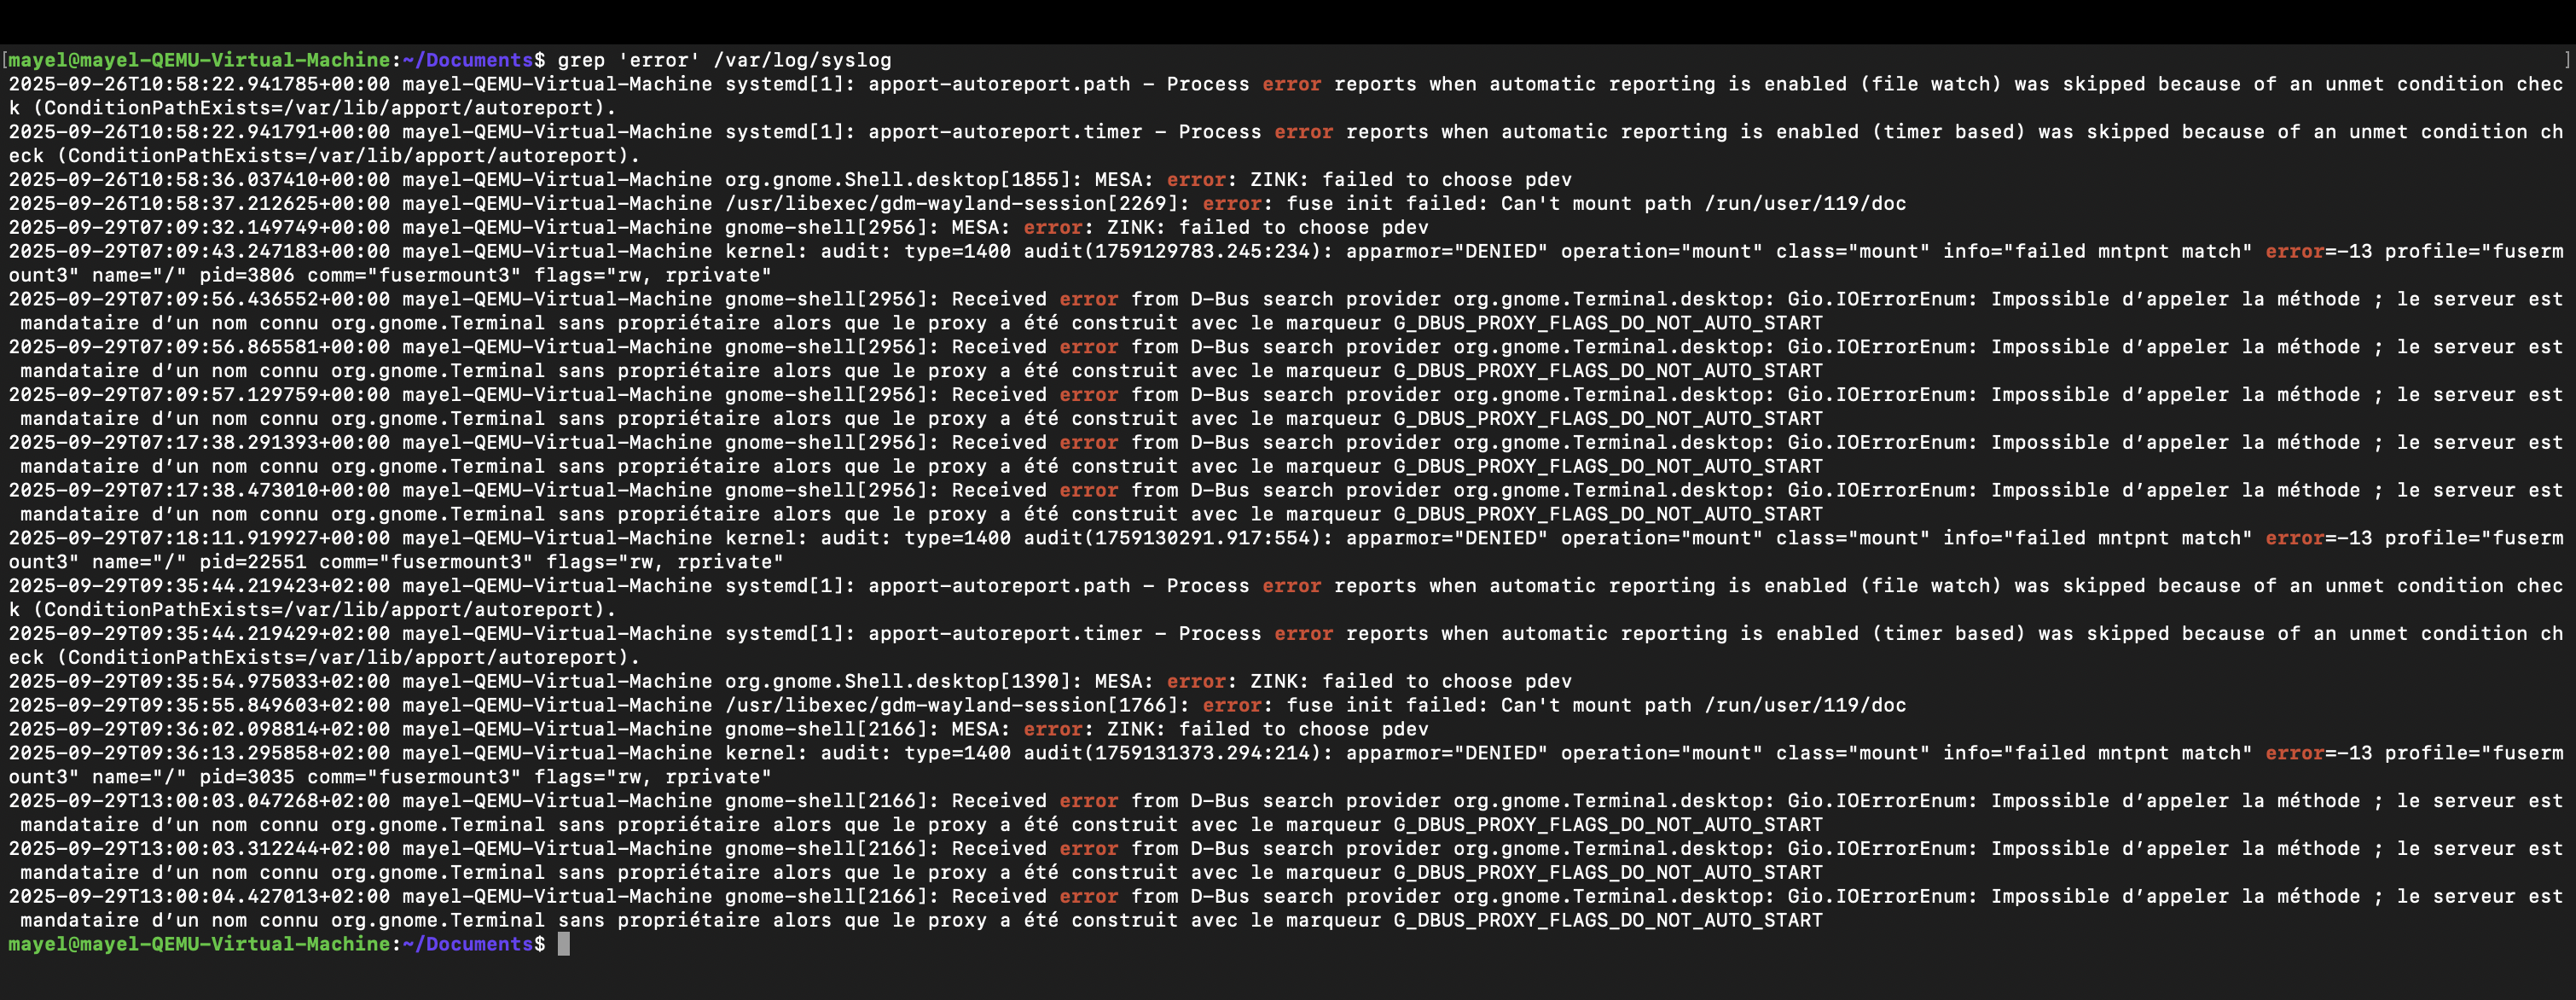 [mayel@mayel-QEMU-Virtual-Machine:~/Documents$ grep 'error' /var/log/syslog ]
2025-09-26T10:58:22.941785+00:00 mayel-QEMU-Virtual-Machine systemd[1]: apport-autoreport.path - Process error reports when automatic reporting is enabled (file watch) was skipped because of an unmet condition chec
k (ConditionPathExists=/var/lib/apport/autoreport).
2025-09-26T10:58:22.941791+00:00 mayel-QEMU-Virtual-Machine systemd[1]: apport-autoreport.timer - Process error reports when automatic reporting is enabled (timer based) was skipped because of an unmet condition ch
eck (ConditionPathExists=/var/lib/apport/autoreport).
2025-09-26T10:58:36.037410+00:00 mayel-QEMU-Virtual-Machine org.gnome.Shell.desktop[1855]: MESA: error: ZINK: failed to choose pdev
2025-09-26T10:58:37.212625+00:00 mayel-QEMU-Virtual-Machine /usr/libexec/gdm-wayland-session[2269]: error: fuse init failed: Can't mount path /run/user/119/doc
2025-09-29T07:09:32.149749+00:00 mayel-QEMU-Virtual-Machine gnome-shell[2956]: MESA: error: ZINK: failed to choose pdev
2025-09-29T07:09:43.247183+00:00 mayel-QEMU-Virtual-Machine kernel: audit: type=1400 audit(1759129783.245:234): apparmor="DENIED" operation="mount" class="mount" info="failed mntpnt match" error=-13 profile="fuserm
ount3" name="/" pid=3806 comm="fusermount3" flags="rw, rprivate"
2025-09-29T07:09:56.436552+00:00 mayel-QEMU-Virtual-Machine gnome-shell[2956]: Received error from D-Bus search provider org.gnome.Terminal.desktop: Gio.IOErrorEnum: Impossible d’appeler la méthode ; le serveur est
 mandataire d’un nom connu org.gnome.Terminal sans propriétaire alors que le proxy a été construit avec le marqueur G_DBUS_PROXY_FLAGS_DO_NOT_AUTO_START
2025-09-29T07:09:56.865581+00:00 mayel-QEMU-Virtual-Machine gnome-shell[2956]: Received error from D-Bus search provider org.gnome.Terminal.desktop: Gio.IOErrorEnum: Impossible d’appeler la méthode ; le serveur est
 mandataire d’un nom connu org.gnome.Terminal sans propriétaire alors que le proxy a été construit avec le marqueur G_DBUS_PROXY_FLAGS_DO_NOT_AUTO_START
2025-09-29T07:09:57.129759+00:00 mayel-QEMU-Virtual-Machine gnome-shell[2956]: Received error from D-Bus search provider org.gnome.Terminal.desktop: Gio.IOErrorEnum: Impossible d’appeler la méthode ; le serveur est
 mandataire d’un nom connu org.gnome.Terminal sans propriétaire alors que le proxy a été construit avec le marqueur G_DBUS_PROXY_FLAGS_DO_NOT_AUTO_START
2025-09-29T07:17:38.291393+00:00 mayel-QEMU-Virtual-Machine gnome-shell[2956]: Received error from D-Bus search provider org.gnome.Terminal.desktop: Gio.IOErrorEnum: Impossible d’appeler la méthode ; le serveur est
 mandataire d’un nom connu org.gnome.Terminal sans propriétaire alors que le proxy a été construit avec le marqueur G_DBUS_PROXY_FLAGS_DO_NOT_AUTO_START
2025-09-29T07:17:38.473010+00:00 mayel-QEMU-Virtual-Machine gnome-shell[2956]: Received error from D-Bus search provider org.gnome.Terminal.desktop: Gio.IOErrorEnum: Impossible d’appeler la méthode ; le serveur est
 mandataire d’un nom connu org.gnome.Terminal sans propriétaire alors que le proxy a été construit avec le marqueur G_DBUS_PROXY_FLAGS_DO_NOT_AUTO_START
2025-09-29T07:18:11.919927+00:00 mayel-QEMU-Virtual-Machine kernel: audit: type=1400 audit(1759130291.917:554): apparmor="DENIED" operation="mount" class="mount" info="failed mntpnt match" error=-13 profile="fuserm
ount3" name="/" pid=22551 comm="fusermount3" flags="rw, rprivate"
2025-09-29T09:35:44.219423+02:00 mayel-QEMU-Virtual-Machine systemd[1]: apport-autoreport.path - Process error reports when automatic reporting is enabled (file watch) was skipped because of an unmet condition chec
k (ConditionPathExists=/var/lib/apport/autoreport).
2025-09-29T09:35:44.219429+02:00 mayel-QEMU-Virtual-Machine systemd[1]: apport-autoreport.timer - Process error reports when automatic reporting is enabled (timer based) was skipped because of an unmet condition ch
eck (ConditionPathExists=/var/lib/apport/autoreport).
2025-09-29T09:35:54.975033+02:00 mayel-QEMU-Virtual-Machine org.gnome.Shell.desktop[1390]: MESA: error: ZINK: failed to choose pdev
2025-09-29T09:35:55.849603+02:00 mayel-QEMU-Virtual-Machine /usr/libexec/gdm-wayland-session[1766]: error: fuse init failed: Can't mount path /run/user/119/doc
2025-09-29T09:36:02.098814+02:00 mayel-QEMU-Virtual-Machine gnome-shell[2166]: MESA: error: ZINK: failed to choose pdev
2025-09-29T09:36:13.295858+02:00 mayel-QEMU-Virtual-Machine kernel: audit: type=1400 audit(1759131373.294:214): apparmor="DENIED" operation="mount" class="mount" info="failed mntpnt match" error=-13 profile="fuserm
ount3" name="/" pid=3035 comm="fusermount3" flags="rw, rprivate"
2025-09-29T13:00:03.047268+02:00 mayel-QEMU-Virtual-Machine gnome-shell[2166]: Received error from D-Bus search provider org.gnome.Terminal.desktop: Gio.IOErrorEnum: Impossible d’appeler la méthode ; le serveur est
 mandataire d’un nom connu org.gnome.Terminal sans propriétaire alors que le proxy a été construit avec le marqueur G_DBUS_PROXY_FLAGS_DO_NOT_AUTO_START
2025-09-29T13:00:03.312244+02:00 mayel-QEMU-Virtual-Machine gnome-shell[2166]: Received error from D-Bus search provider org.gnome.Terminal.desktop: Gio.IOErrorEnum: Impossible d’appeler la méthode ; le serveur est
 mandataire d’un nom connu org.gnome.Terminal sans propriétaire alors que le proxy a été construit avec le marqueur G_DBUS_PROXY_FLAGS_DO_NOT_AUTO_START
2025-09-29T13:00:04.427013+02:00 mayel-QEMU-Virtual-Machine gnome-shell[2166]: Received error from D-Bus search provider org.gnome.Terminal.desktop: Gio.IOErrorEnum: Impossible d’appeler la méthode ; le serveur est
 mandataire d’un nom connu org.gnome.Terminal sans propriétaire alors que le proxy a été construit avec le marqueur G_DBUS_PROXY_FLAGS_DO_NOT_AUTO_START
mayel@mayel-QEMU-Virtual-Machine:~/Documents$